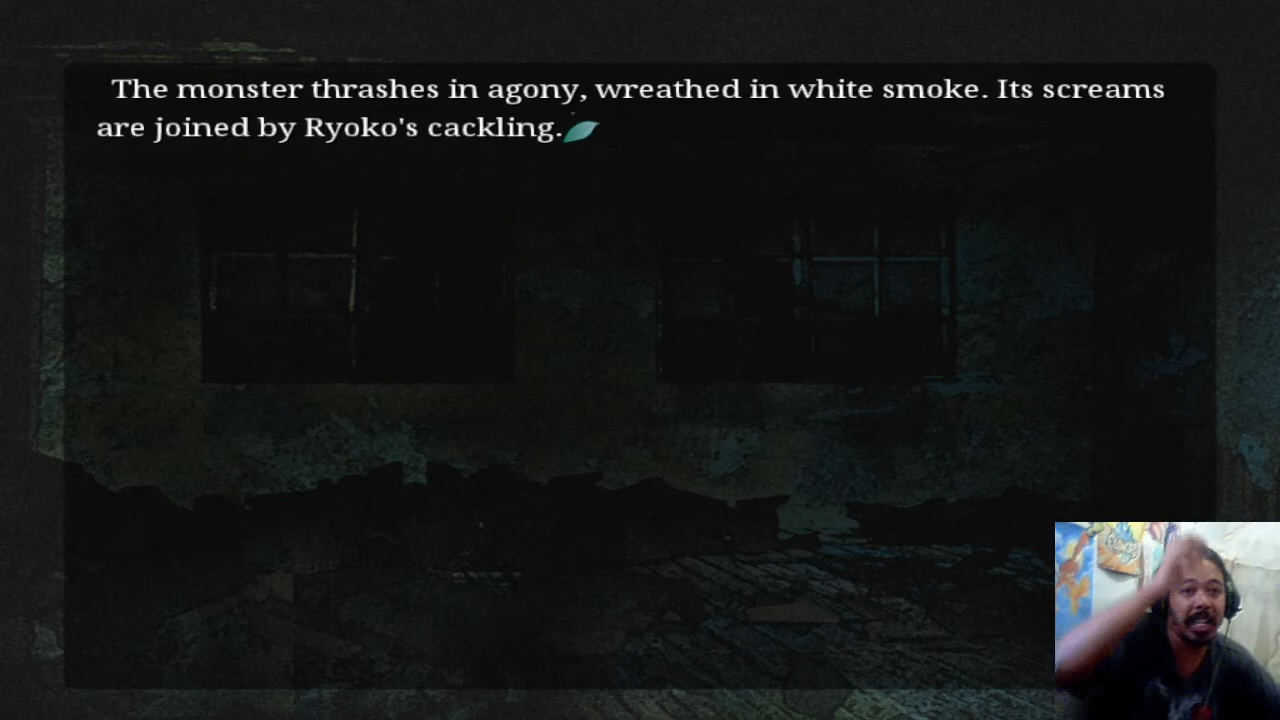 The monster thrashes in agony, wreathed in white smoke. Its screams
are joined by Ryoko's cackling.